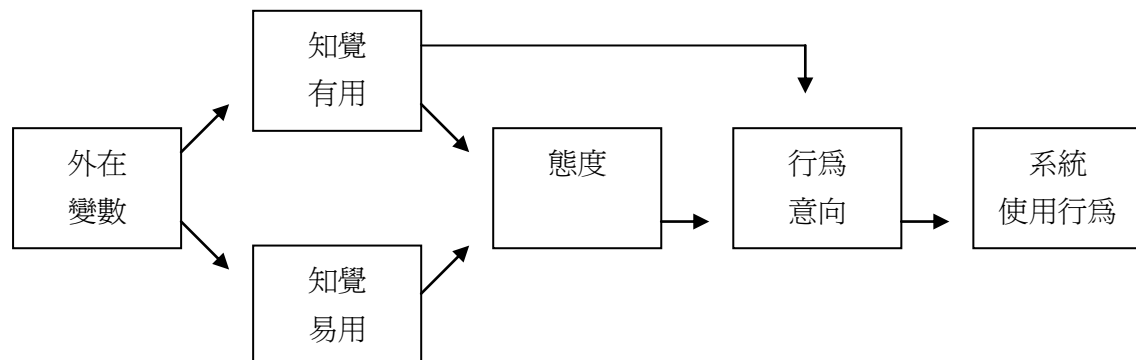 知覺
有用
外在
變數
態度
行爲
意向
系統
使用行爲
知覺
易用